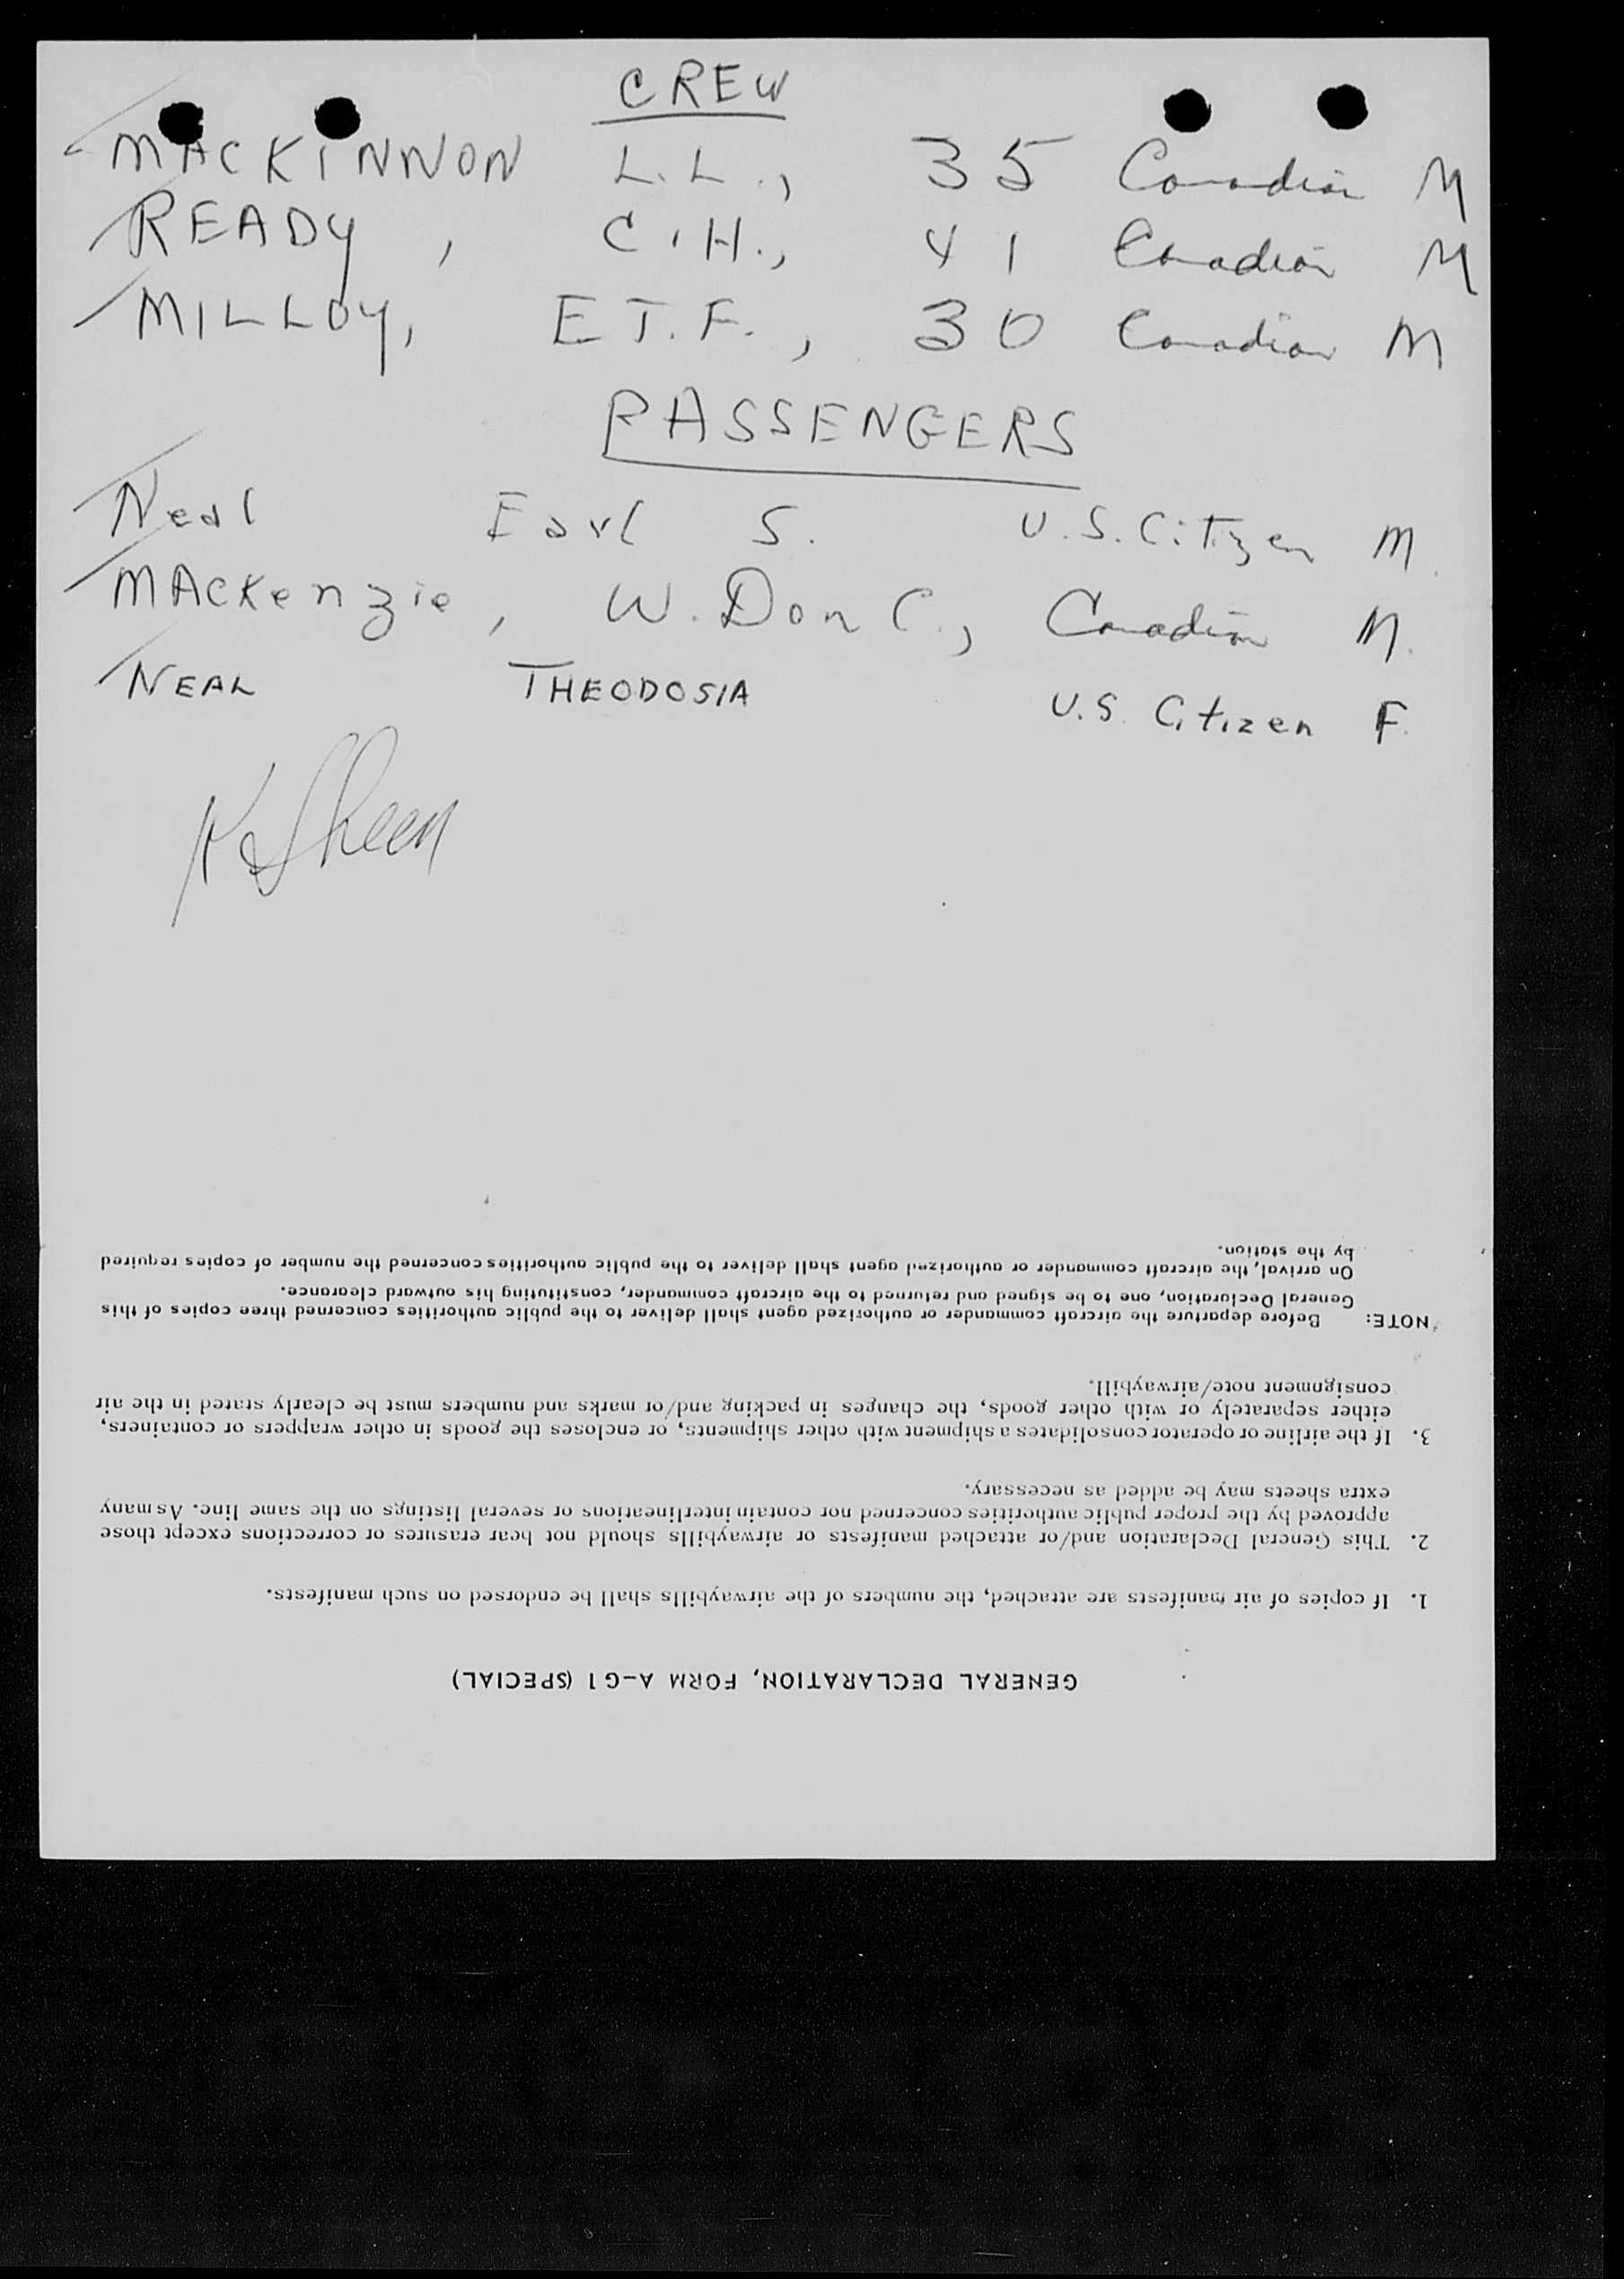 CREW
MACKINNON L.L., 35 Canadian M
READY, C.H., 41 Canadian M
MILLOY, E.T.F., 30 Canadian M
PASSENGERS
Neal Earl S. U.S. Citizen M.
MACKenzie, W. Don C., Canadian M.
NEAL THEODOSIA U.S. Citizen F.
GENERAL DECLARATION, FORM A-G1 (SPECIAL)
1. If copies of air manifests are attached, the numbers of the airwaybills shall be endorsed on such manifests.
2. This General Declaration and/or attached manifests or airwaybills should not bear erasures or corrections except those
approved by the proper public authorities concerned nor contain interlineations or several listings on the same line. As many
extra sheets may be added as necessary.
3. If the airline or operator consolidates a shipment with other shipments, or encloses the goods in other wrappers or containers,
either separately or with other goods, the changes in packing and/or marks and numbers must be clearly stated in the air
consignment note/airwaybill.
NOTE: Before departure the aircraft commander or authorized agent shall deliver to the public authorities concerned three copies of this
General Declaration, one to be signed and returned to the aircraft commander, constituting his outward clearance.
On arrival, the aircraft commander or authorized agent shall deliver to the public authorities concerned the number of copies required
by the station.